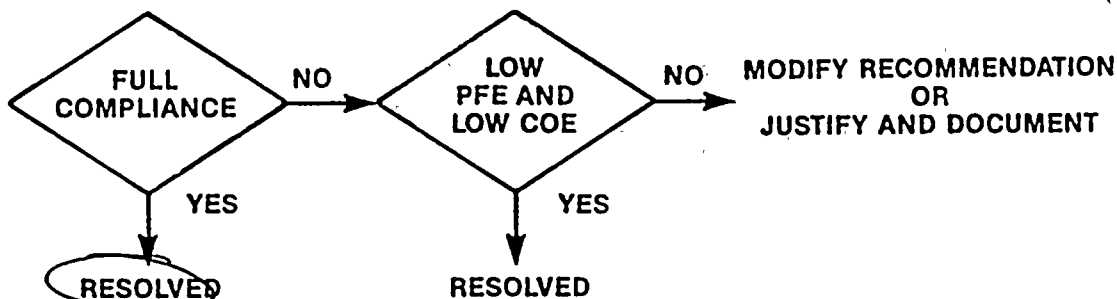 FULL
COMPLIANCE
NO
LOW
PFE AND
LOW COE
NO
MODIFY RECOMMENDATION
OR
JUSTIFY AND DOCUMENT
YES
YES
RESOLVED
RESOLVED